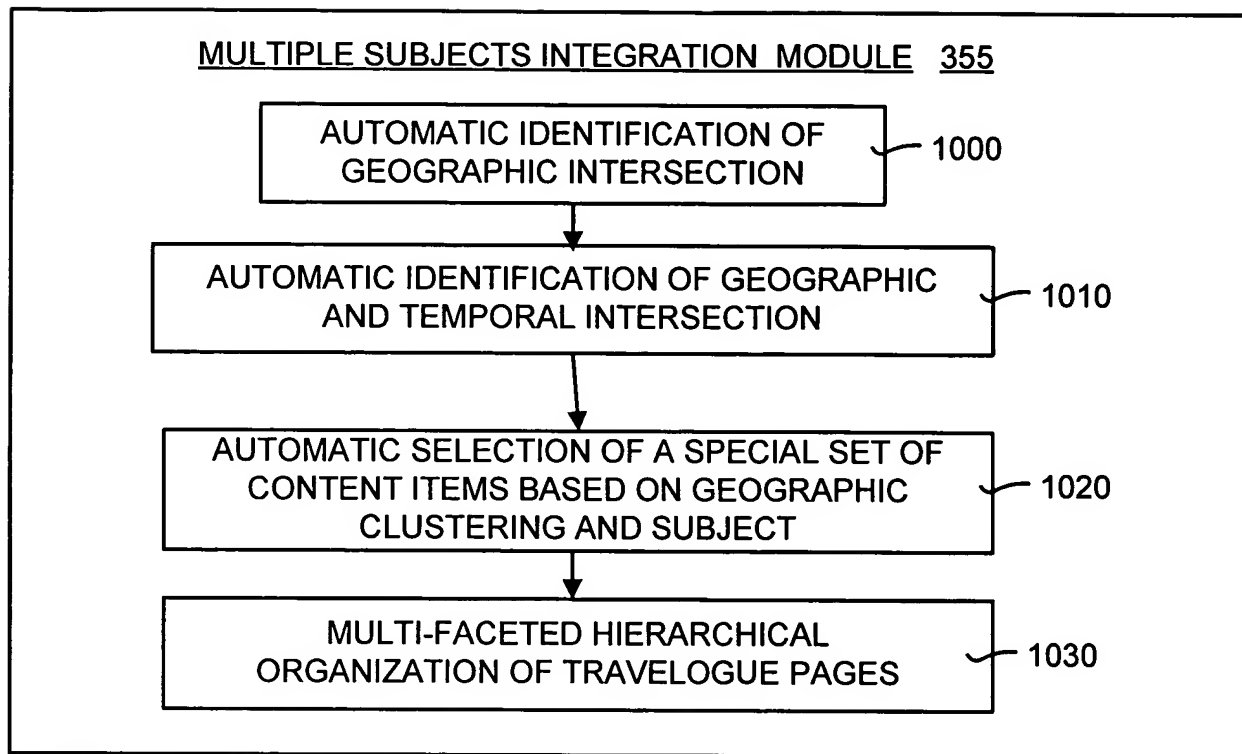 MULTIPLE SUBJECTS INTEGRATION MODULE 355
AUTOMATIC IDENTIFICATION OF
GEOGRAPHIC INTERSECTION
1000
AUTOMATIC IDENTIFICATION OF GEOGRAPHIC
AND TEMPORAL INTERSECTION
1010
AUTOMATIC SELECTION OF A SPECIAL SET OF
CONTENT ITEMS BASED ON GEOGRAPHIC
CLUSTERING AND SUBJECT
1020
MULTI-FACETED HIERARCHICAL
ORGANIZATION OF TRAVELOGUE PAGES
1030